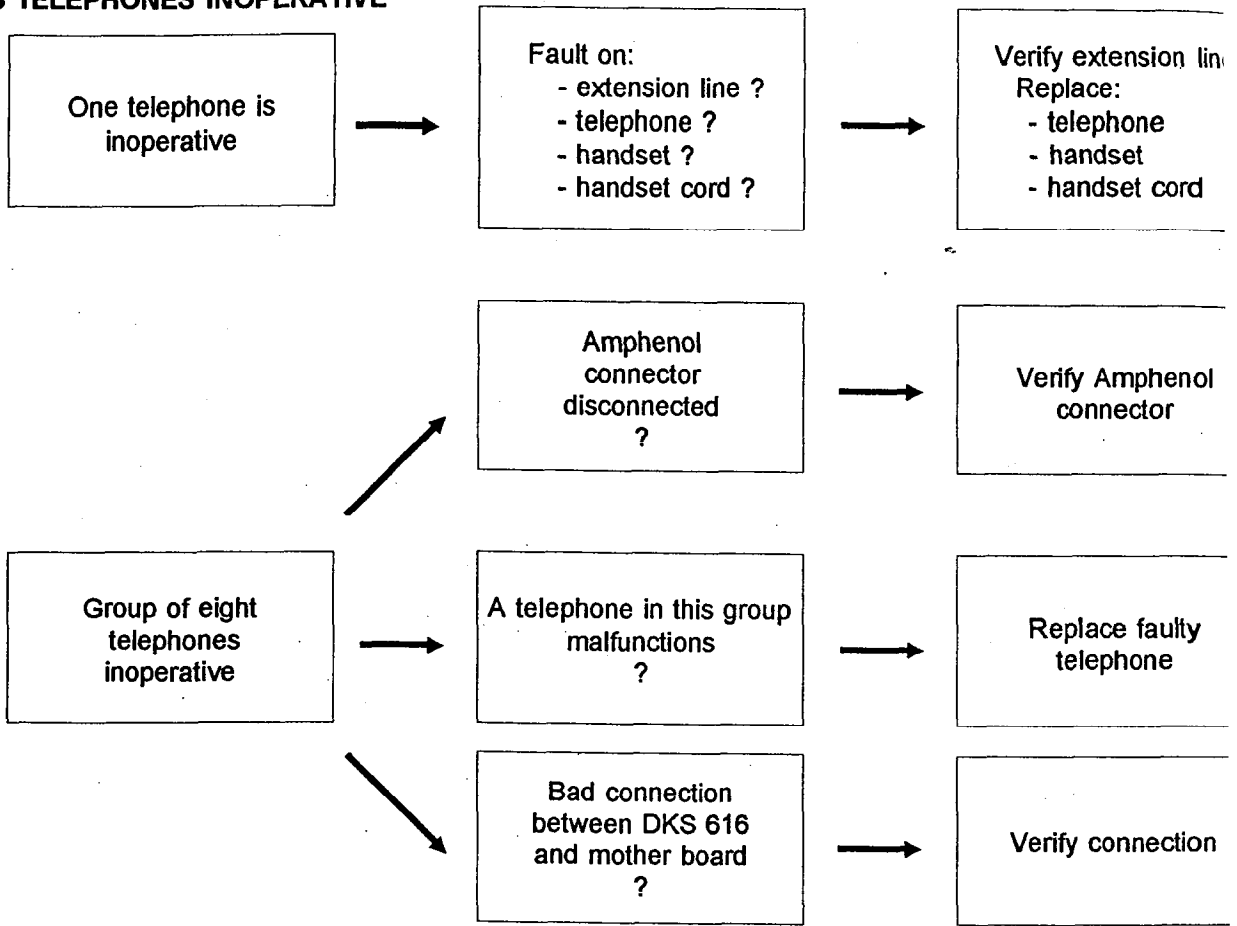 TELEPHONES INOPERATIVE
One telephone is
inoperative
Fault on:
- extension line ?
- telephone ?
- handset ?
- handset cord ?
Verify extension
Replace:
- telephone
- handset
- handset cord
Amphenol
connector
disconnected
?
Verify Amphenol
connector
Group of eight
telephones
inoperative
A telephone in this group
malfunctions
?
Replace faulty
telephone
Bad connection
between DKS 616
and mother board
?
Verify connection